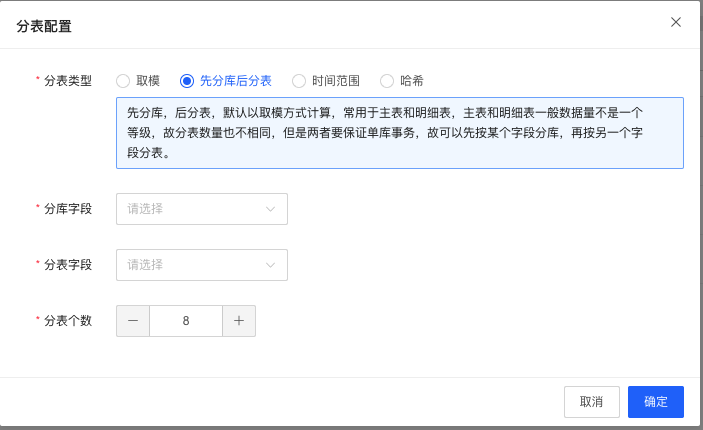 分表配置
* 分表类型 取模 先分库后分表 时间范围 哈希
先分库，后分表，默认以取模方式计算，常用于主表和明细表，主表和明细表一般数据量不是一个
等级，故分表数量也不相同，但是两者要保证单库事务，故可以先按某个字段分库，再按另一个字
段分表。
* 分库字段 请选择
* 分表字段 请选择
* 分表个数 8
取消 确定